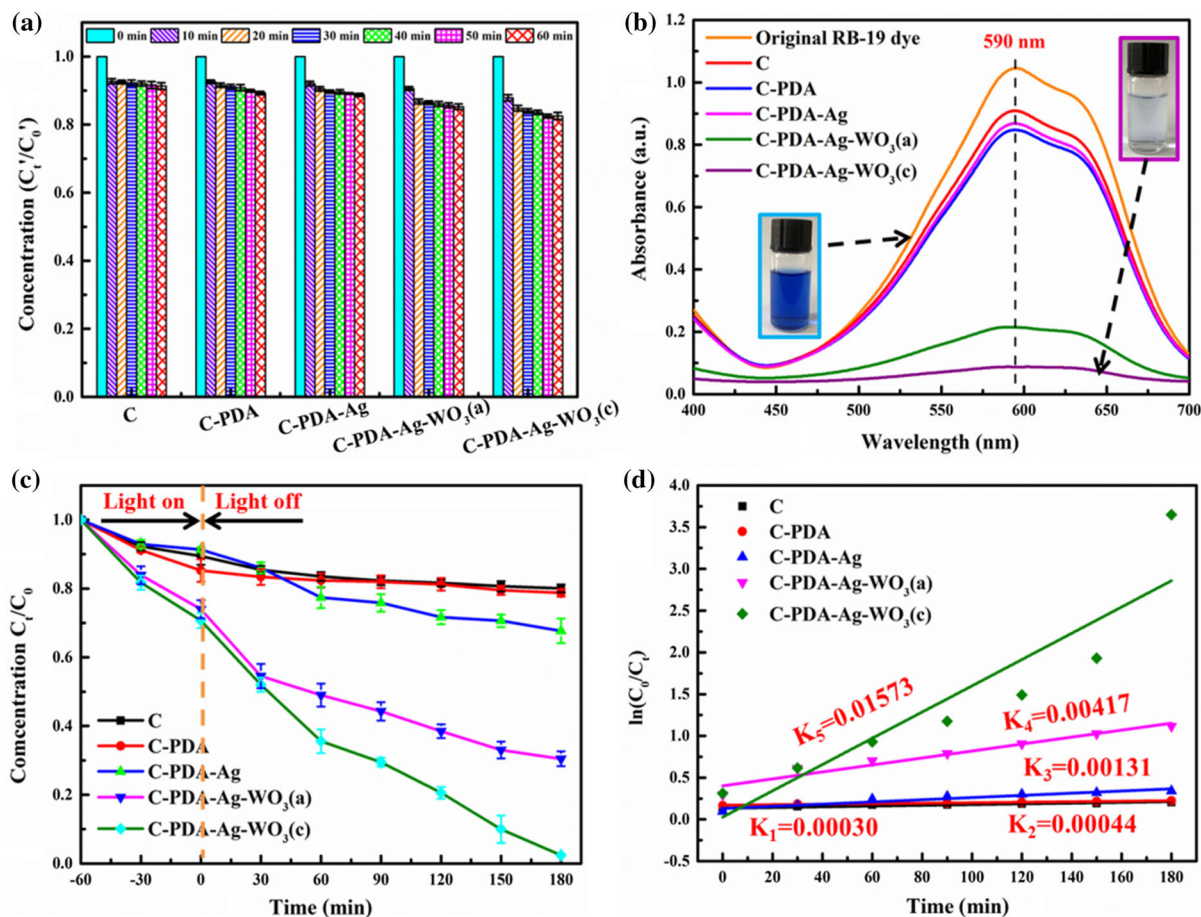 (a)
0 min 10 min 20 min 30 min 40 min 50 min 60 min
1.0
0.8
0.6
0.4
0.2
0.0
Concentration (Ct'/C0')
C
C-PDA
C-PDA-Ag
C-PDA-Ag-WO3(a)
C-PDA-Ag-WO3(c)
(b)
1.2
1.0
0.8
0.6
0.4
0.2
0.0
Absorbance (a.u.)
Original RB-19 dye
C
C-PDA
C-PDA-Ag
C-PDA-Ag-WO3(a)
C-PDA-Ag-WO3(c)
590 nm
400 450 500 550 600 650 700
Wavelength (nm)
(c)
Light on Light off
1.0
0.8
0.6
0.4
0.2
0.0
Comcentration Ct/C0
C
C-PDA
C-PDA-Ag
C-PDA-Ag-WO3(a)
C-PDA-Ag-WO3(c)
-60 -30 0 30 60 90 120 150 180
Time (min)
(d)
4.0
3.5
3.0
2.5
2.0
1.5
1.0
0.5
0.0
-0.5
ln(C0/Ct)
C
C-PDA
C-PDA-Ag
C-PDA-Ag-WO3(a)
C-PDA-Ag-WO3(c)
K5=0.01573
K4=0.00417
K3=0.00131
K1=0.00030
K2=0.00044
0 20 40 60 80 100 120 140 160 180
Time (min)